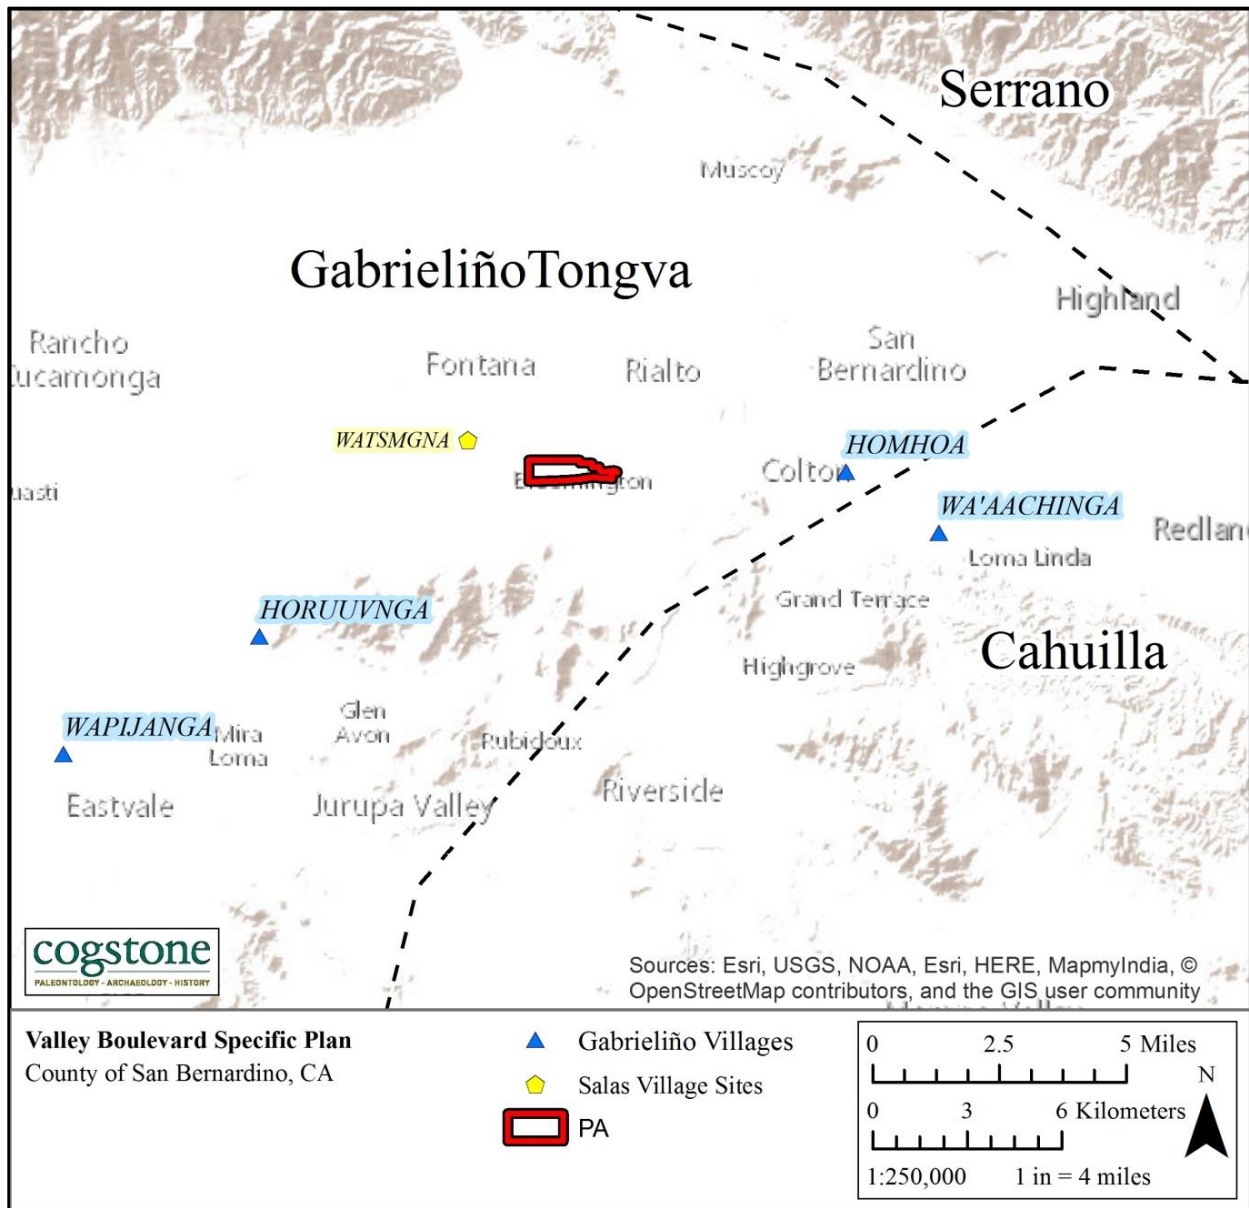 Serrano
Muscoy
GabrieliñoTongva
Highland
Rancho
Cucamonga
Fontana
Rialto
San
Bernardino
WATSMGNA
HOMHOA
Colton
Bloomington
uasti
WA'AACHINGA
Redlan
Loma Linda
Grand Terrace
HORUUVNGA
Cahuilla
Highgrove
WAPIJANGA
Mira
Loma
Glen
Avon
Rubidoux
Eastvale
Jurupa Valley
Riverside
cogstone
PALEONTOLOGY - ARCHAEOLOGY - HISTORY
Sources: Esri, USGS, NOAA, Esri, HERE, MapmyIndia, ©
OpenStreetMap contributors, and the GIS user community
Valley Boulevard Specific Plan
County of San Bernardino, CA
Gabrieliño Villages
Salas Village Sites
PA
0 2.5 5 Miles
N
0 3 6 Kilometers
1:250,000 1 in = 4 miles